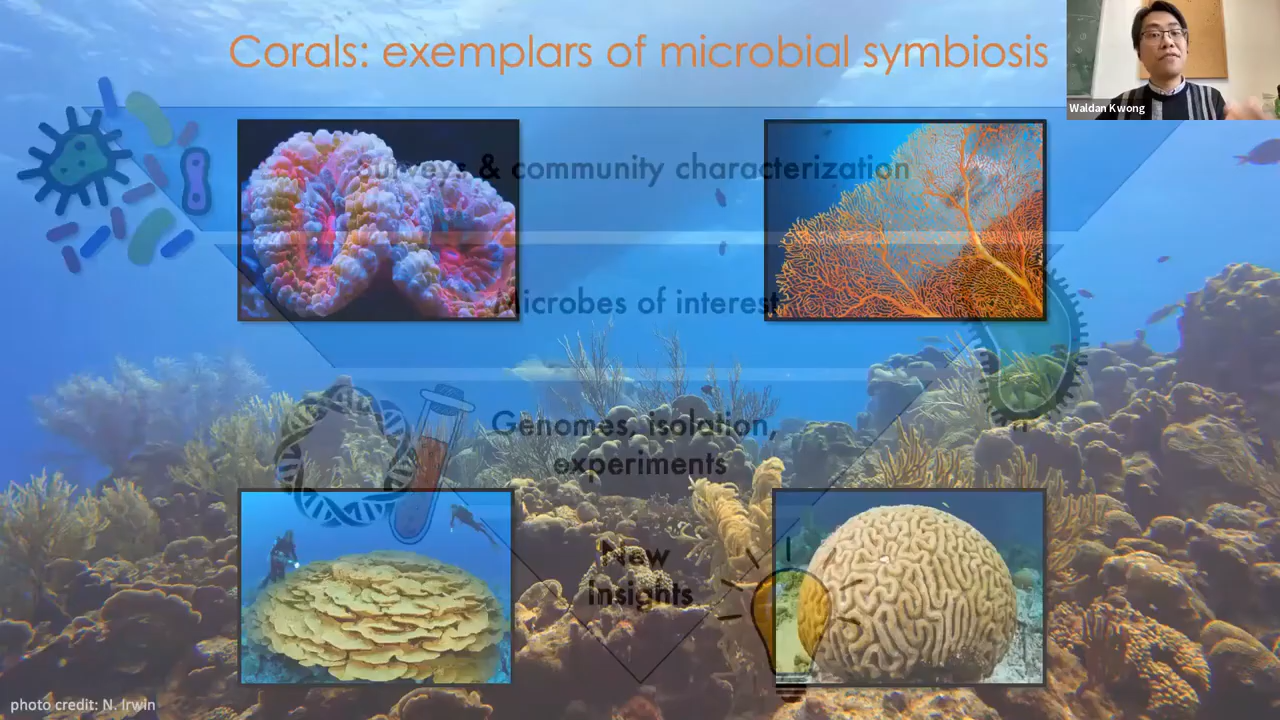 Corals: exemplars of microbial symbiosis
Waldan Kwong
Surveys & community characterization
Microbes of interest
Genomes, isolation,
experiments
New
insights
photo credit: N. Irwin